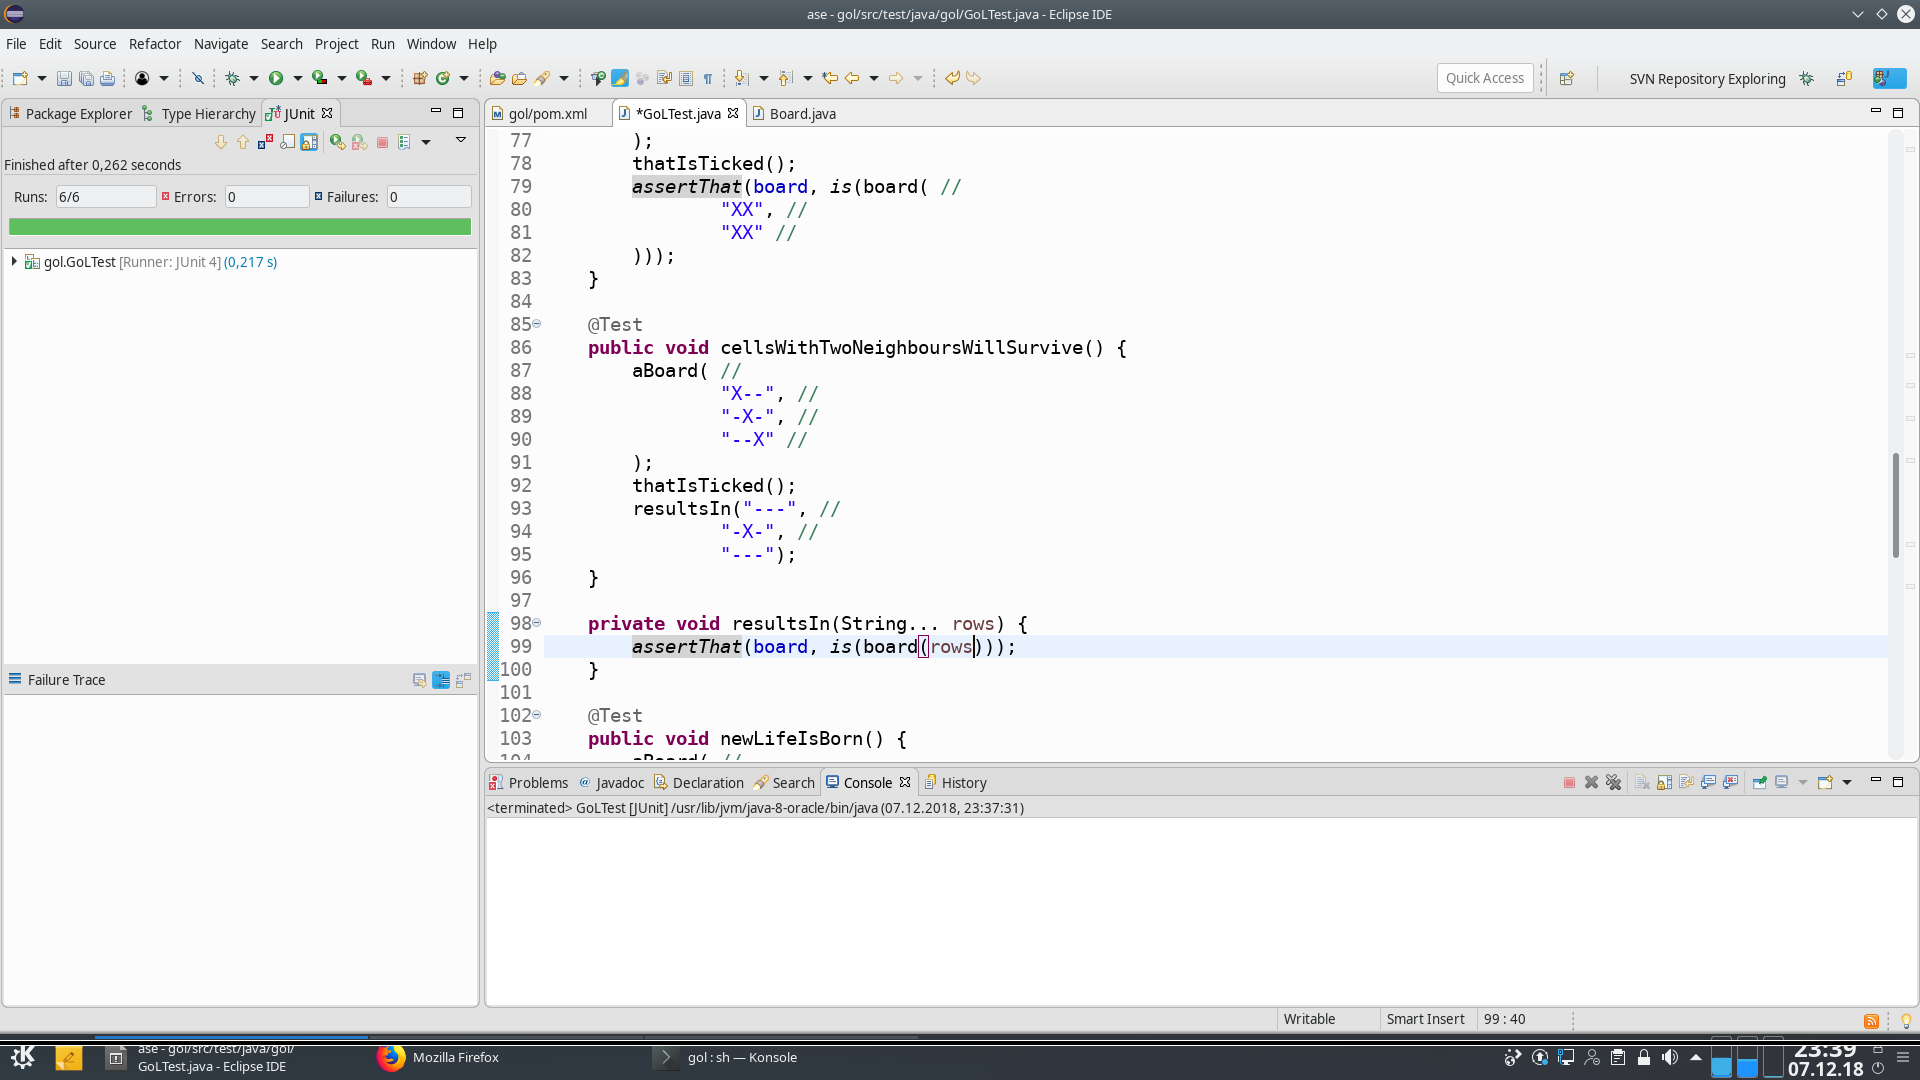 ase - gol/src/test/java/gol/GoLTest.java - Eclipse IDE
File Edit Source Refactor Navigate Search Project Run Window Help
Quick Access
SVN Repository Exploring
Package Explorer Type Hierarchy JUnit
gol/pom.xml *GoLTest.java Board.java
Finished after 0,262 seconds
Runs: 6/6 Errors: 0 Failures: 0
gol.GoLTest [Runner: JUnit 4] (0,217 s)
Failure Trace
77 );
78 thatIsTicked();
79 assertThat(board, is(board( //
80 "XX", //
81 "XX" //
82 )));
83 }
84
85 @Test
86 public void cellsWithTwoNeighboursWillSurvive() {
87 aBoard( //
88 "X--", //
89 "-X-", //
90 "--X" //
91 );
92 thatIsTicked();
93 resultsIn("---", //
94 "-X-", //
95 "---");
96 }
97
98 private void resultsIn(String... rows) {
99 assertThat(board, is(board(rows)));
100 }
101
102 @Test
103 public void newLifeIsBorn() {
104 aBoard( //
Problems Javadoc Declaration Search Console History
<terminated> GoLTest [JUnit] /usr/lib/jvm/java-8-oracle/bin/java (07.12.2018, 23:37:31)
Writable Smart Insert 99 : 40
ase - gol/src/test/java/gol/
GoLTest.java - Eclipse IDE
Mozilla Firefox
gol : sh — Konsole
23:39
07.12.18